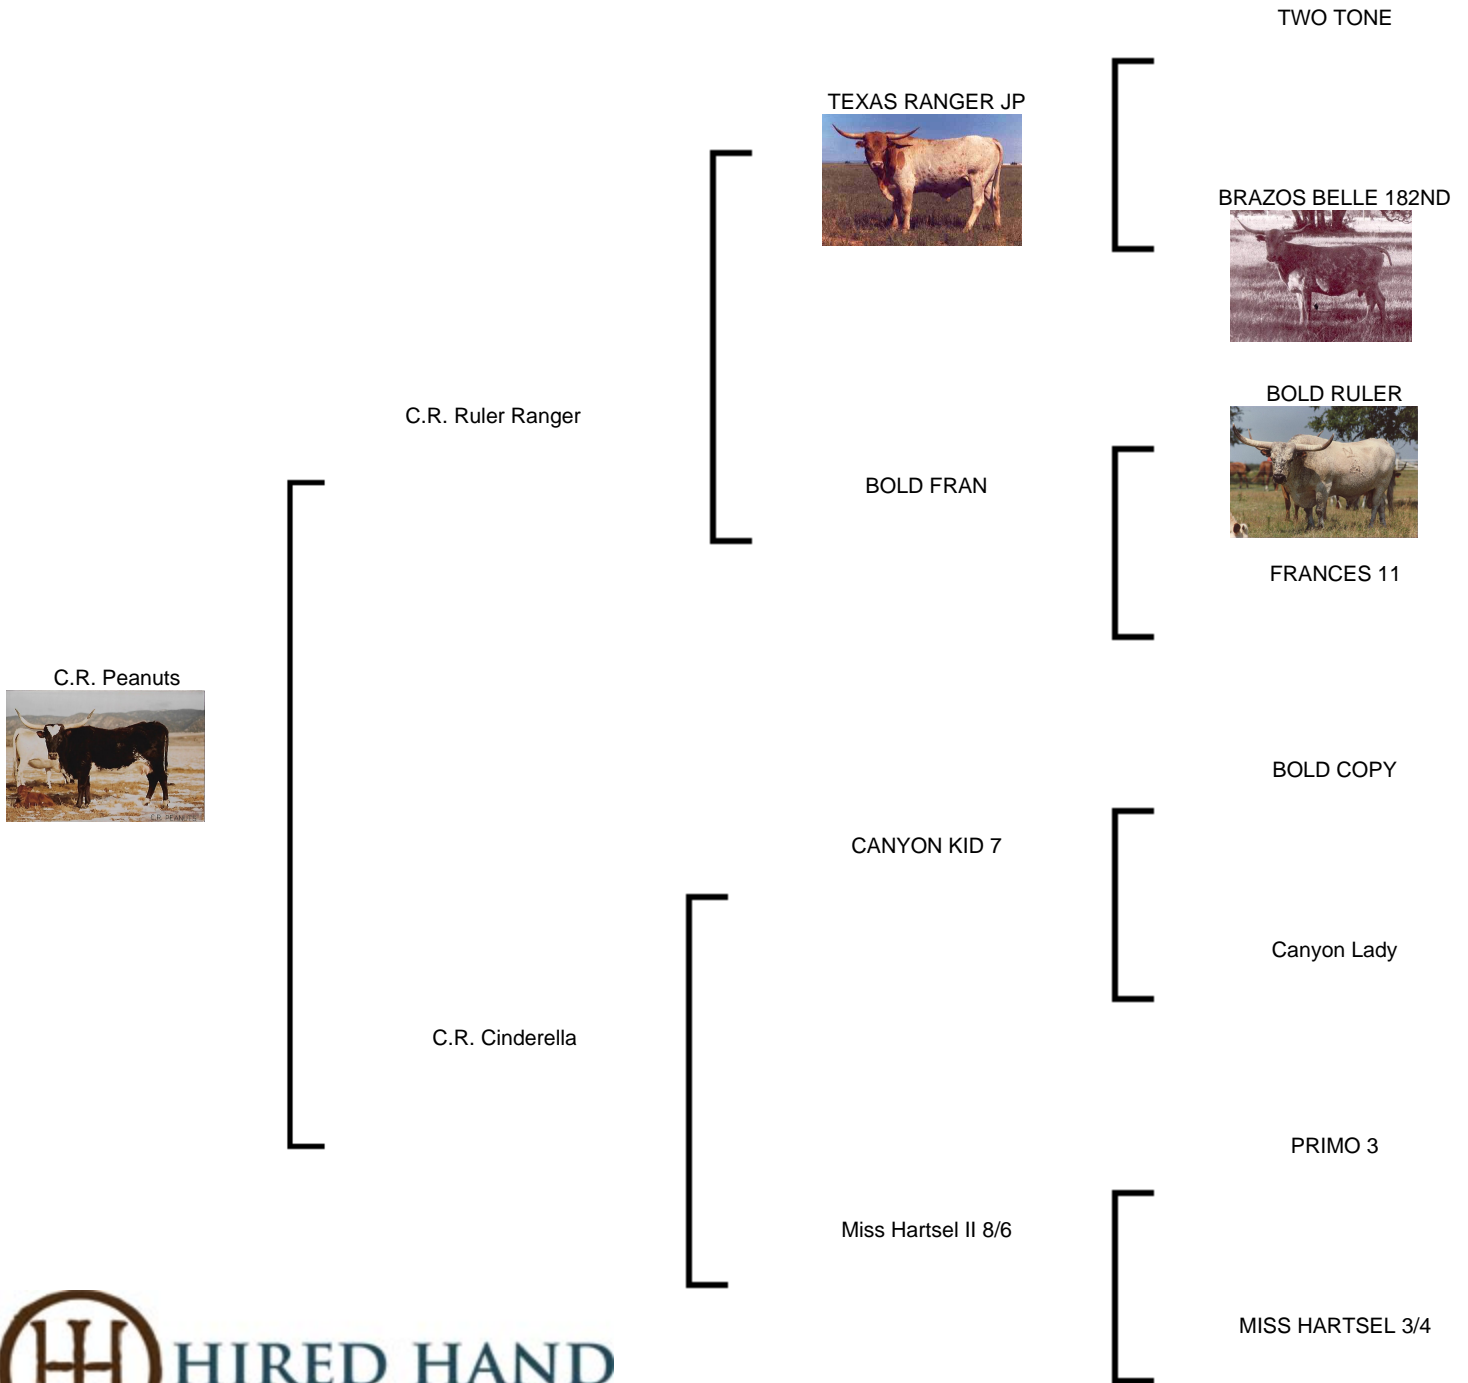 TWO TONE
TEXAS RANGER JP
BRAZOS BELLE 182ND
BOLD RULER
C.R. Ruler Ranger
BOLD FRAN
FRANCES 11
C.R. Peanuts
BOLD COPY
C.R. PEANUTS
CANYON KID 7
Canyon Lady
C.R. Cinderella
PRIMO 3
Miss Hartsel II 8/6
MISS HARTSEL 3/4
HIRED HAND